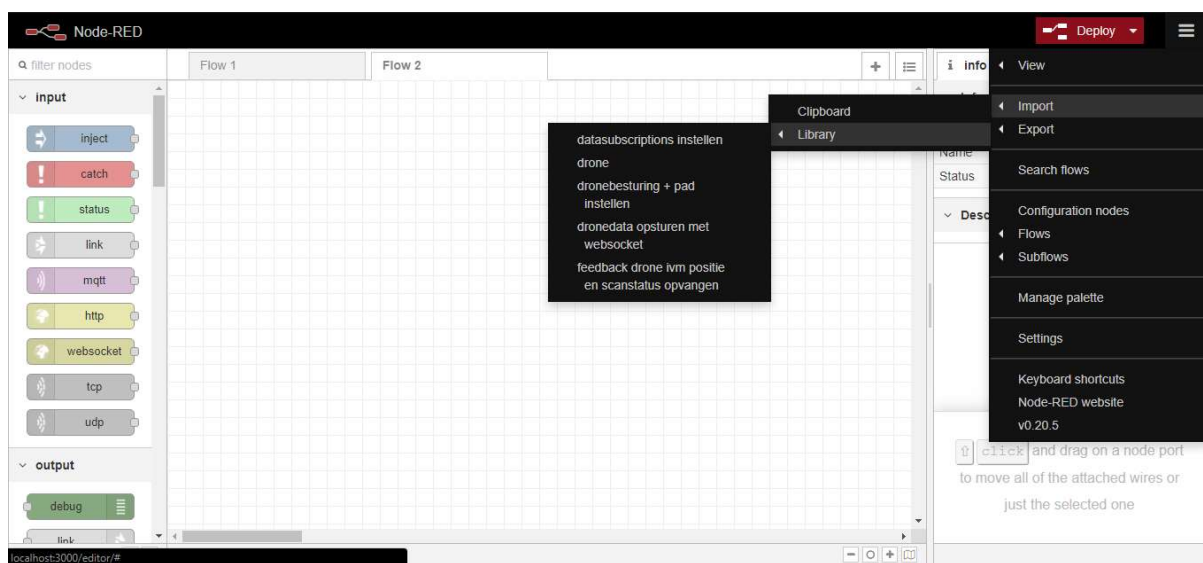 Node-RED
Deploy
filter nodes
Flow 1
Flow 2
i info
input
inject
catch
status
link
mqtt
http
websocket
tcp
udp
output
debug
link
localhost:3000/editor/#
datasubscriptions instellen
drone
dronebesturing + pad
instellen
dronedata opsturen met
websocket
feedback drone ivm positie
en scanstatus opvangen
Clipboard
Library
View
Import
Export
Search flows
Configuration nodes
Flows
Subflows
Manage palette
Settings
Keyboard shortcuts
Node-RED website
v0.20.5
Name
Status
Desc
click and drag on a node port
to move all of the attached wires or
just the selected one